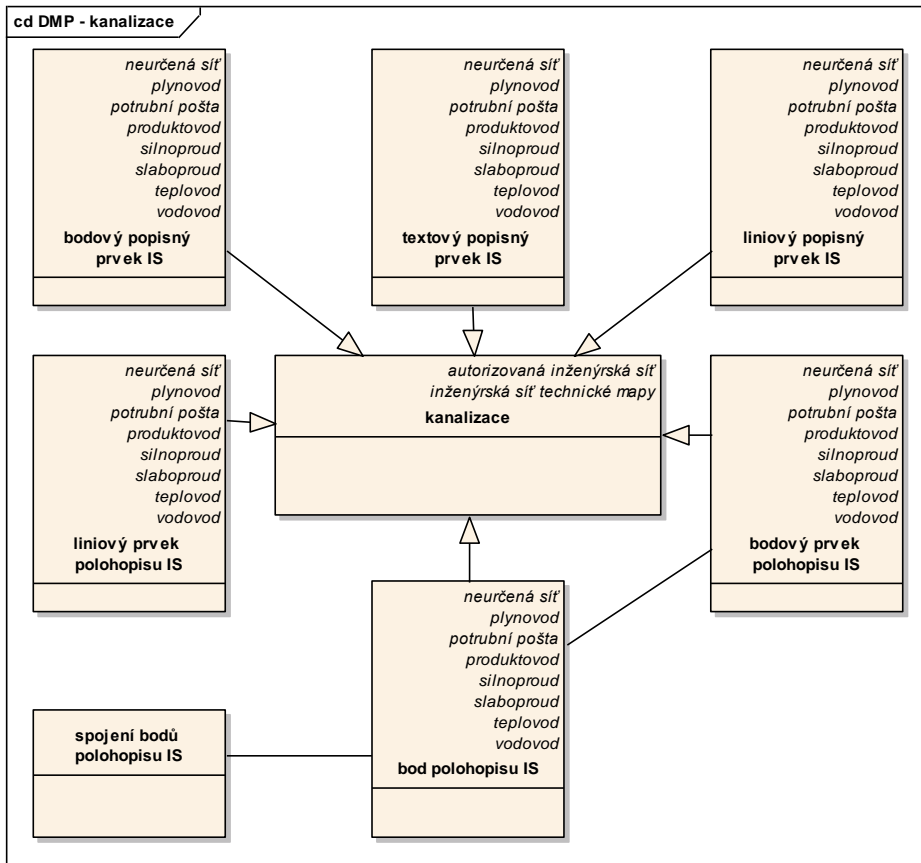 cd DMP - kanalizace
neurčená síť
plynovod
potrubní pošta
produktovod
silnoproud
slaboproud
teplovod
vodovod
bodový popisný
prvek IS
neurčená síť
plynovod
potrubní pošta
produktovod
silnoproud
slaboproud
teplovod
vodovod
textový popisný
prvek IS
neurčená síť
plynovod
potrubní pošta
produktovod
silnoproud
slaboproud
teplovod
vodovod
liniový popisný
prvek IS
neurčená síť
plynovod
potrubní pošta
produktovod
silnoproud
slaboproud
teplovod
vodovod
liniový prvek
polohopisu IS
autorizovaná inženýrská síť
inženýrská síť technické mapy
kanalizace
neurčená síť
plynovod
potrubní pošta
produktovod
silnoproud
slaboproud
teplovod
vodovod
bodový prvek
polohopisu IS
spojení bodů
polohopisu IS
neurčená síť
plynovod
potrubní pošta
produktovod
silnoproud
slaboproud
teplovod
vodovod
bod polohopisu IS